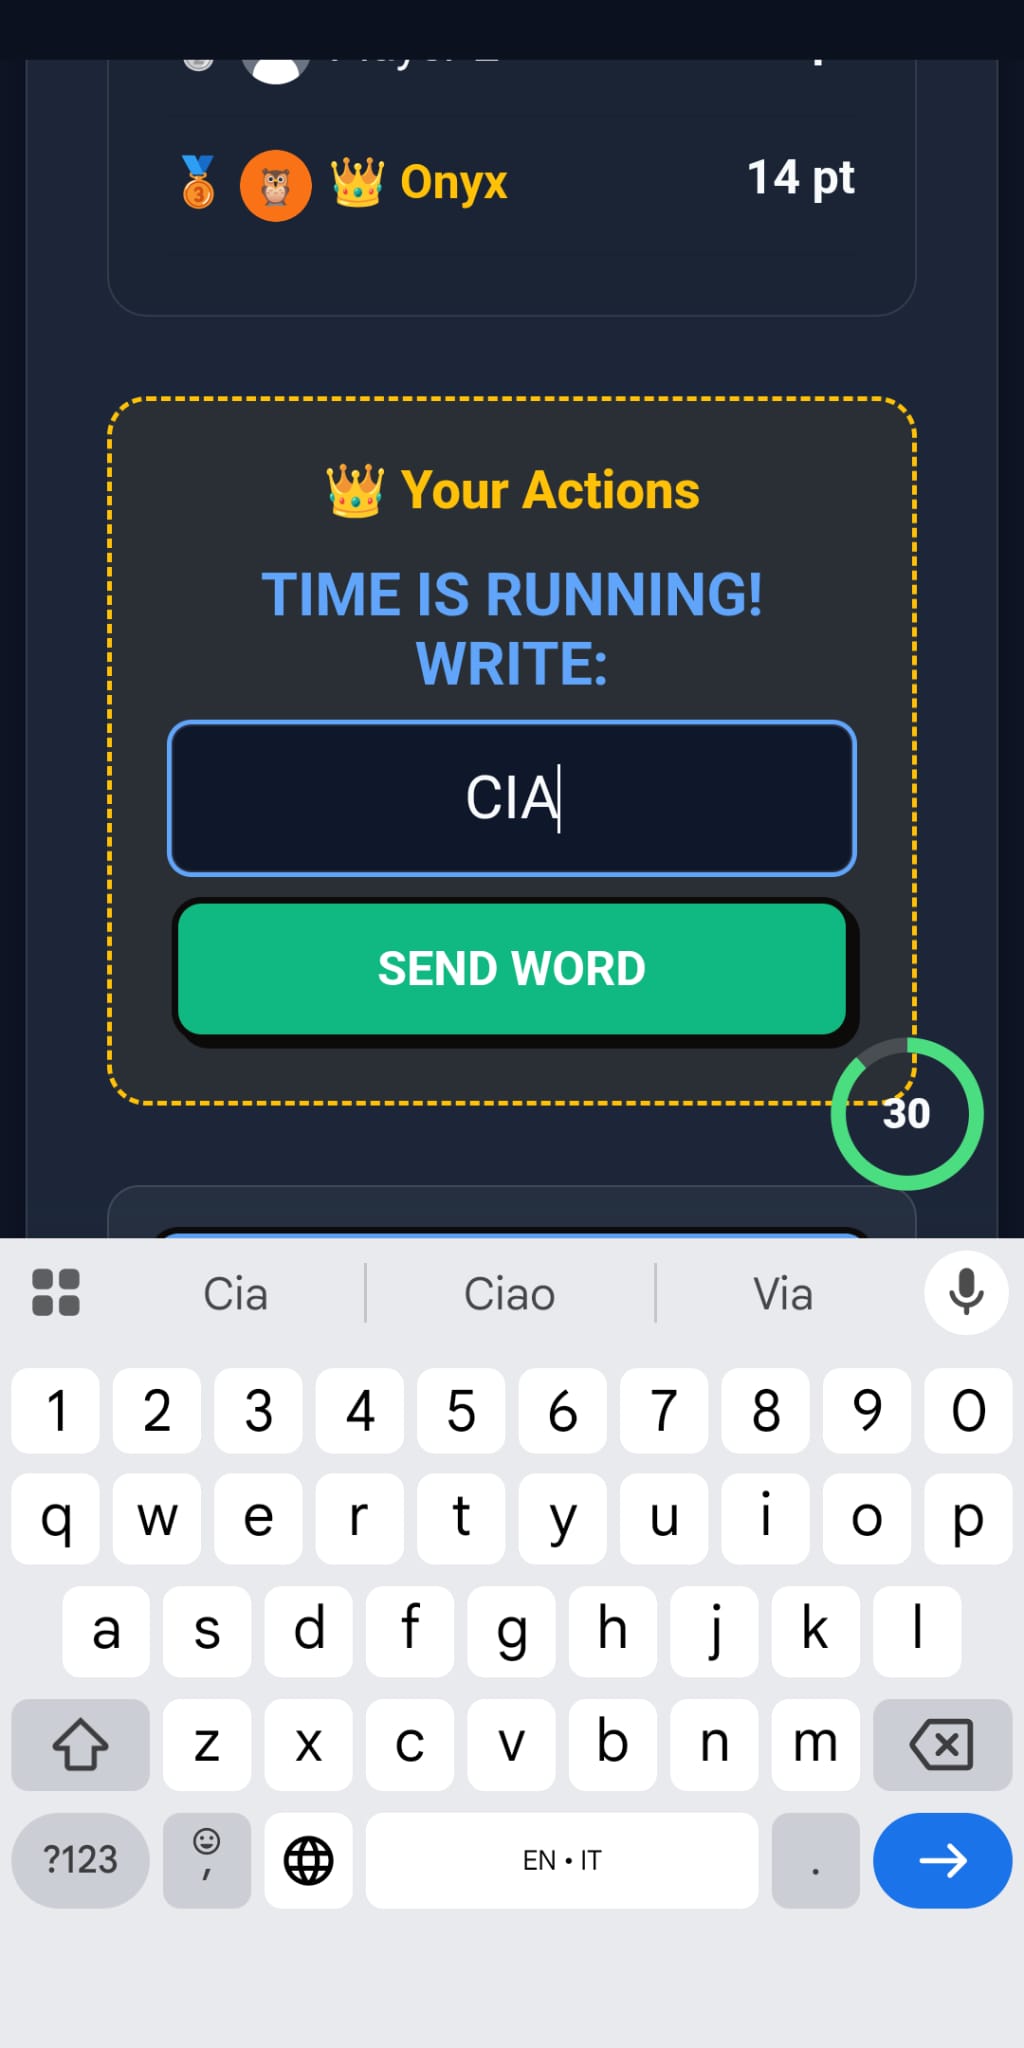 👑 Onyx 14 pt
👑 Your Actions
TIME IS RUNNING!
WRITE:
CIA
SEND WORD
30
Cia Ciao Via
1 2 3 4 5 6 7 8 9 0
q w e r t y u i o p
a s d f g h j k l
z x c v b n m
?123 , EN • IT .